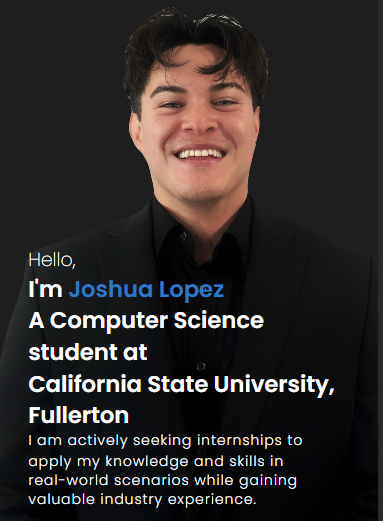 Hello,
I'm Joshua Lopez
A Computer Science
student at
California State University,
Fullerton
I am actively seeking internships to
apply my knowledge and skills in
real-world scenarios while gaining
valuable industry experience.